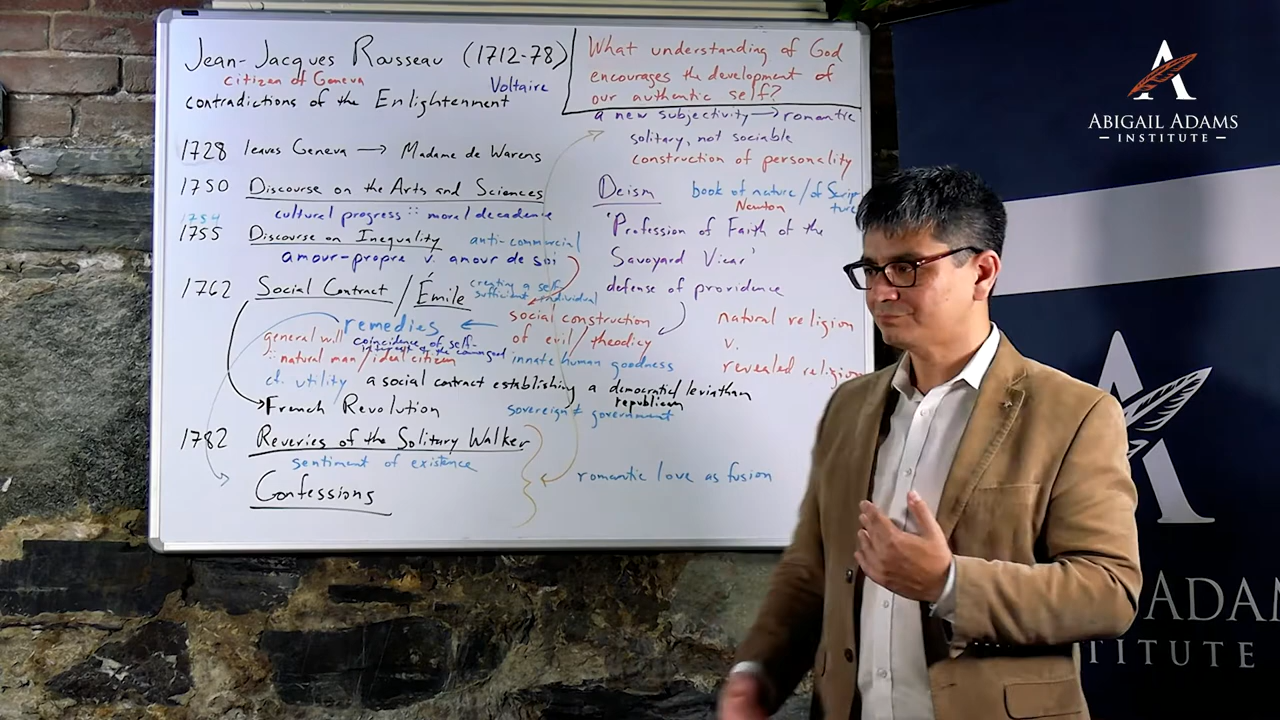 Jean-Jacques Rousseau (1712-78)
citizen of Geneva
Voltaire
contradictions of the Enlightenment
1728 leaves Geneva → Madame de Warens
1750 Discourse on the Arts and Sciences
cultural progress :: moral decadence
1754
1755 Discourse on Inequality anti-commercial
amour-propre v. amour de soi
1762 Social Contract / Émile creating a self-
sufficient individual
remedies ← social construction
of evil / theodicy
general will coincidence of self-
:: natural man / ideal citizen
innate human goodness
cf. utility a social contract establishing a democratic leviathan
republican
French Revolution
sovereign ≠ government
1782 Reveries of the Solitary Walker
sentiment of existence
Confessions
romantic love as fusion
What understanding of God
encourages the development of
our authentic self?
a new subjectivity → romantic
solitary, not sociable
construction of personality
Deism book of nature / of Scrip
Newton ture
'Profession of Faith of the
Savoyard Vicar'
defense of providence
natural religion
v.
revealed religion
ABIGAIL ADAMS
INSTITUTE
ADAM
TITUTE